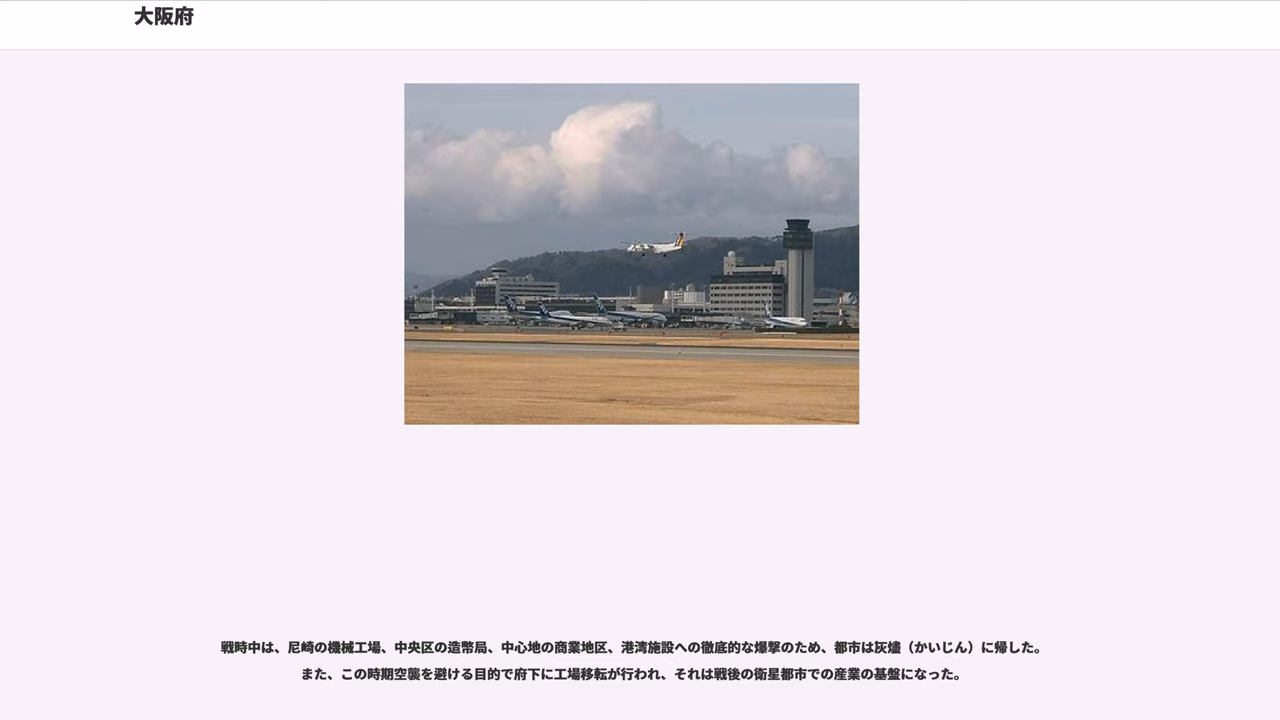 大阪府
戦時中は、尼崎の機械工場、中央区の造幣局、中心地の商業地区、港湾施設への徹底的な爆撃のため、都市は灰燼（かいじん）に帰した。
また、この時期空襲を避ける目的で府下に工場移転が行われ、それは戦後の衛星都市での産業の基盤になった。